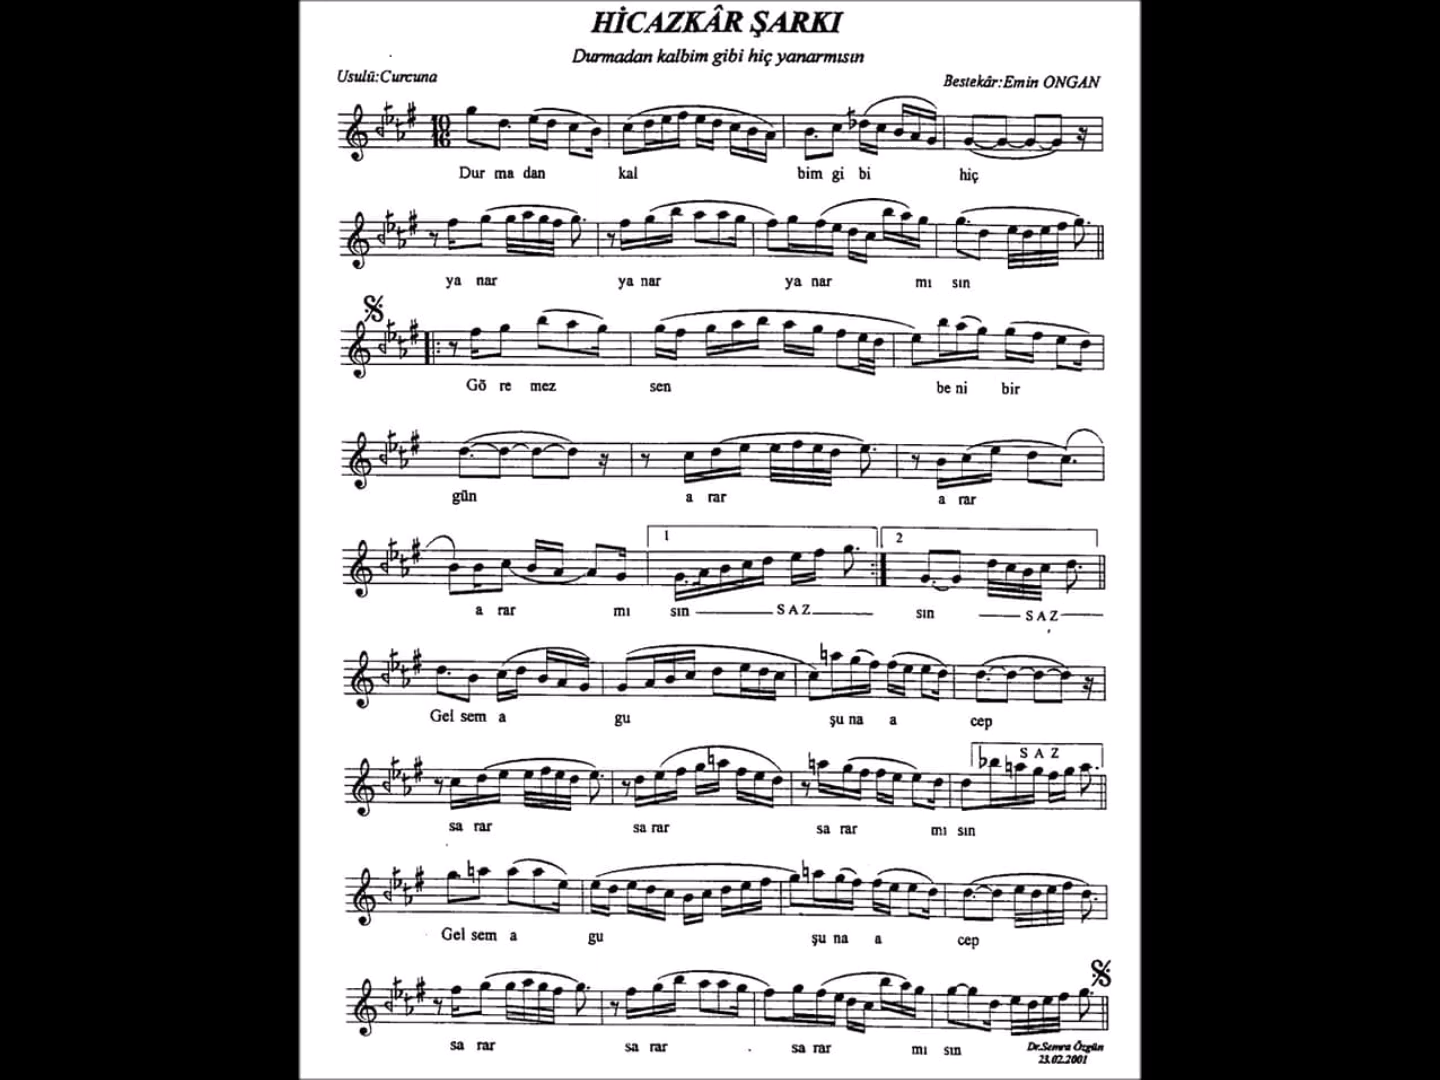 HİCAZKÂR ŞARKI
Durmadan kalbim gibi hiç yanarmısın
Usulü:Curcuna
Bestekâr:Emin ONGAN
10
16
Dur ma dan kal bim gi bi hiç
ya nar ya nar ya nar mı sın
Gö re mez sen be ni bir
gün a rar a rar
1 2
a rar mı sın SAZ sın SAZ
Gel sem a gu şu na a cep
SAZ
sa rar sa rar sa rar mı sın
Gel sem a gu şu na a cep
sa rar sa rar sa rar mı sın
Dr.Semra Özgün
23.02.2001